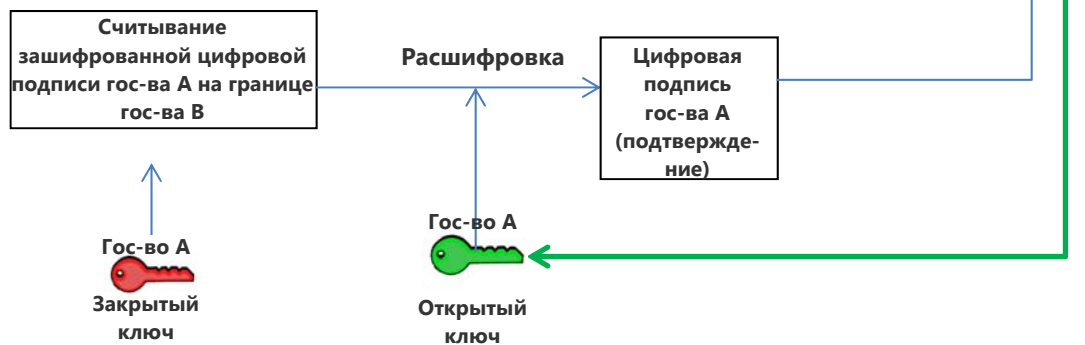 Считывание
зашифрованной цифровой
подписи гос-ва А на границе
гос-ва В
Расшифровка
Цифровая
подпись
гос-ва А
(подтвержде-
ние)
Гос-во А
Закрытый
ключ
Гос-во А
Открытый
ключ